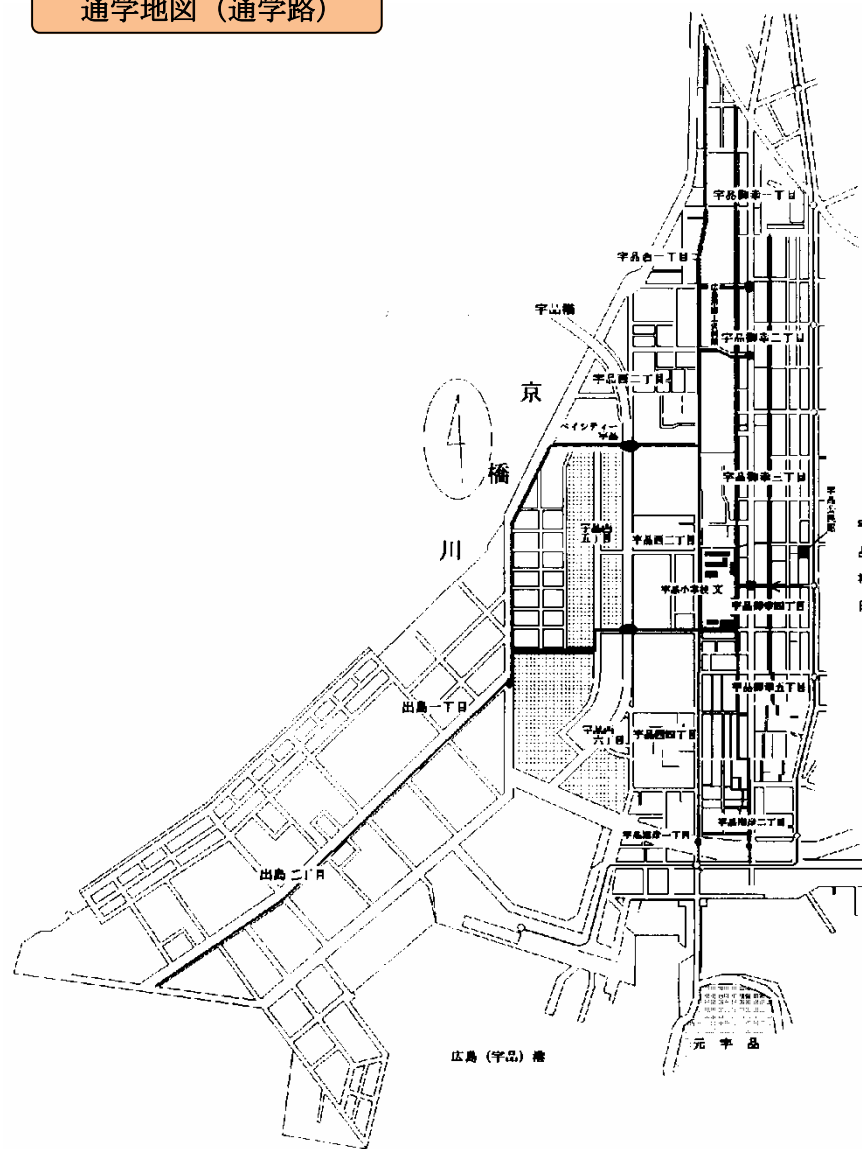 通学地図（通学路）
宇品御幸一丁目
宇品西一丁目
宇品橋
宇品御幸二丁目
宇品西二丁目
京
橋
川
ベイシティー
宇品
宇品御幸三丁目
宇品西
五丁目
宇品西三丁目
宇品小学校 文
宇品御幸四丁目
宇品御幸五丁目
出島一丁目
宇品西
六丁目
宇品西四丁目
宇品海岸一丁目
宇品海岸二丁目
出島二丁目
元宇品
広島（宇品）港